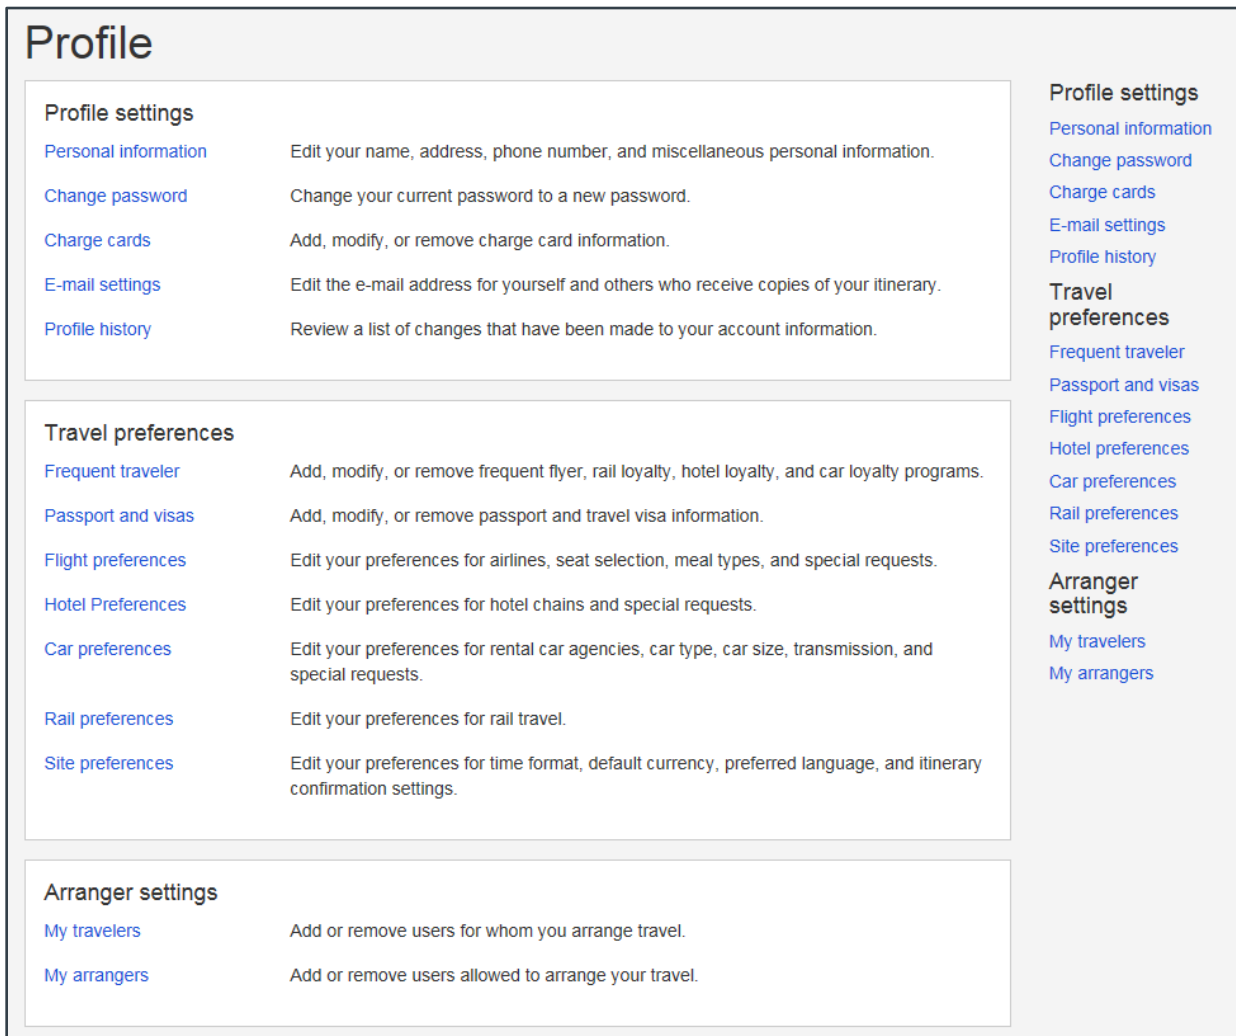 Profile
Profile settings
Personal information Edit your name, address, phone number, and miscellaneous personal information.
Change password Change your current password to a new password.
Charge cards Add, modify, or remove charge card information.
E-mail settings Edit the e-mail address for yourself and others who receive copies of your itinerary.
Profile history Review a list of changes that have been made to your account information.
Travel preferences
Frequent traveler Add, modify, or remove frequent flyer, rail loyalty, hotel loyalty, and car loyalty programs.
Passport and visas Add, modify, or remove passport and travel visa information.
Flight preferences Edit your preferences for airlines, seat selection, meal types, and special requests.
Hotel Preferences Edit your preferences for hotel chains and special requests.
Car preferences Edit your preferences for rental car agencies, car type, car size, transmission, and
special requests.
Rail preferences Edit your preferences for rail travel.
Site preferences Edit your preferences for time format, default currency, preferred language, and itinerary
confirmation settings.
Arranger settings
My travelers Add or remove users for whom you arrange travel.
My arrangers Add or remove users allowed to arrange your travel.
Profile settings
Personal information
Change password
Charge cards
E-mail settings
Profile history
Travel
preferences
Frequent traveler
Passport and visas
Flight preferences
Hotel preferences
Car preferences
Rail preferences
Site preferences
Arranger
settings
My travelers
My arrangers